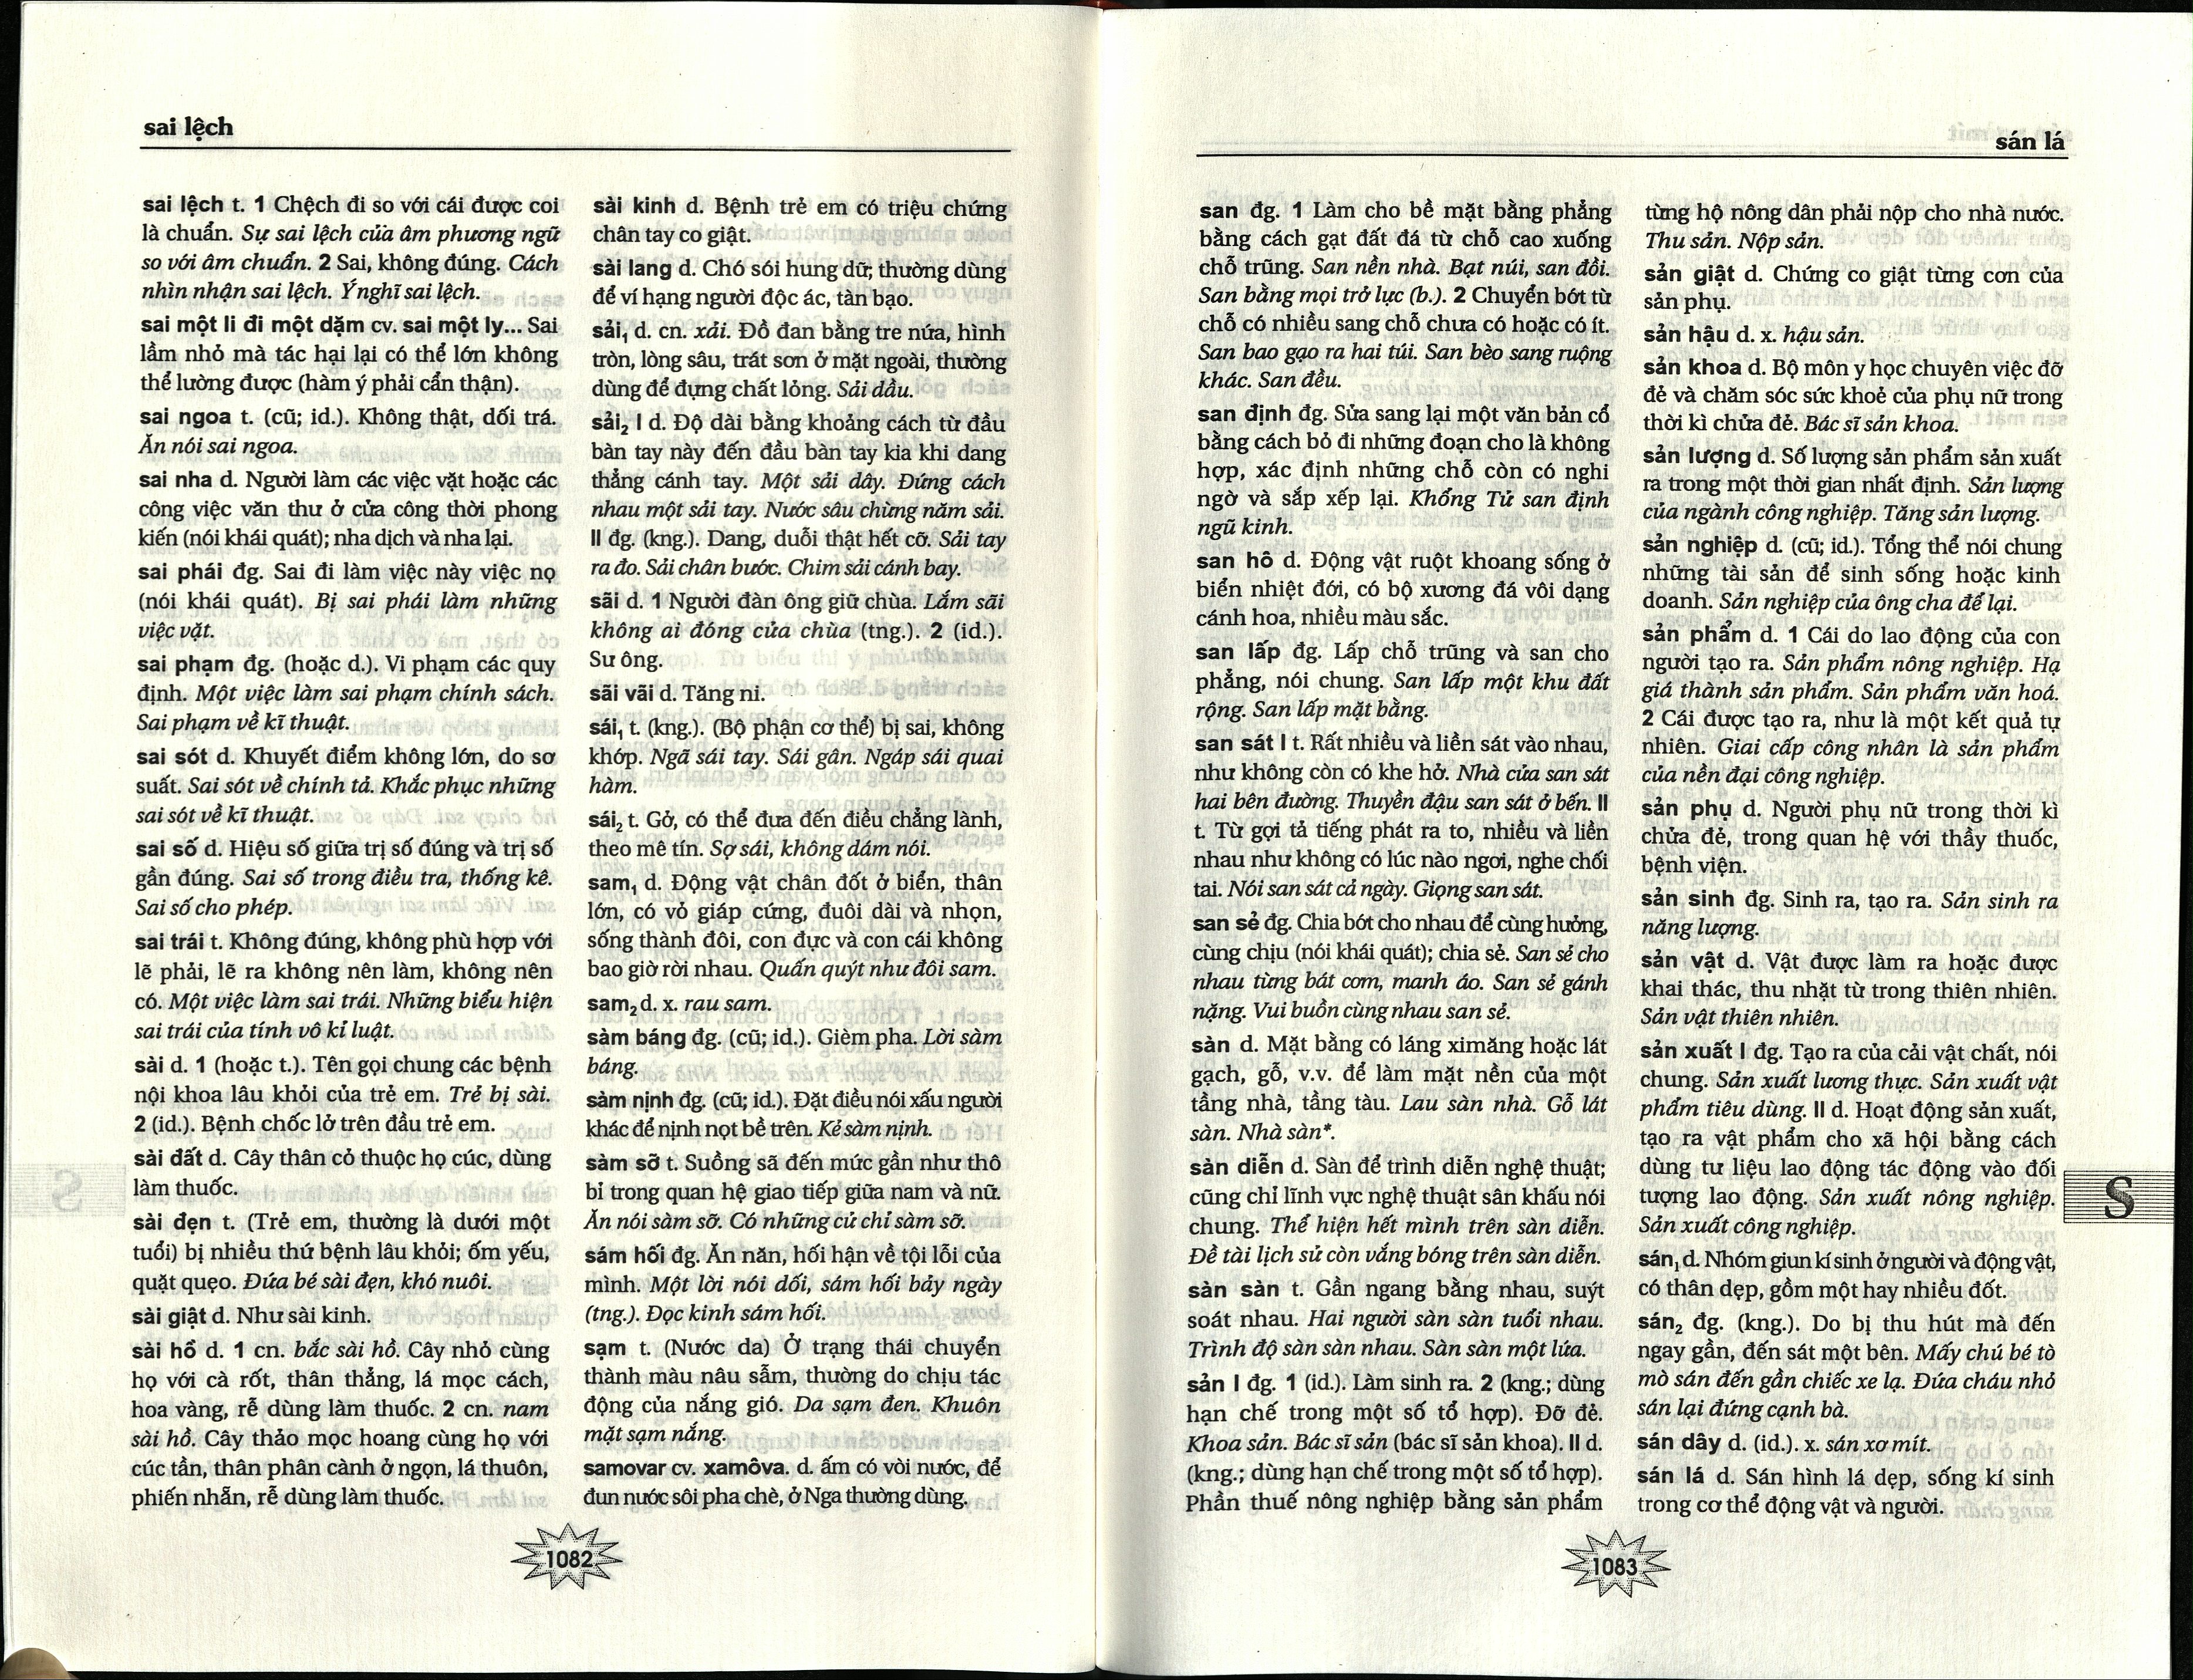 sai lệch
sai lệch t. 1 Chệch đi so với cái được coi
là chuẩn. Sự sai lệch của âm phương ngữ
so với âm chuẩn. 2 Sai, không đúng. Cách
nhìn nhận sai lệch. Ý nghĩ sai lệch.
sai một li đi một dặm cv. sai một ly... Sai
lầm nhỏ mà tác hại lại có thể lớn không
thể lường được (hàm ý phải cẩn thận).
sai ngoa t. (cũ; id.). Không thật, dối trá.
Ăn nói sai ngoa.
sai nha d. Người làm các việc vặt hoặc các
công việc văn thư ở cửa công thời phong
kiến (nói khái quát); nha dịch và nha lại.
sai phái đg. Sai đi làm việc này việc nọ
(nói khái quát). Bị sai phái làm những
việc vặt.
sai phạm đg. (hoặc d.). Vi phạm các quy
định. Một việc làm sai phạm chính sách.
Sai phạm về kĩ thuật.
sai sót d. Khuyết điểm không lớn, do sơ
suất. Sai sót về chính tả. Khắc phục những
sai sót về kĩ thuật.
sai số d. Hiệu số giữa trị số đúng và trị số
gần đúng. Sai số trong điều tra, thống kê.
Sai số cho phép.
sai trái t. Không đúng, không phù hợp với
lẽ phải, lẽ ra không nên làm, không nên
có. Một việc làm sai trái. Những biểu hiện
sai trái của tính vô kỉ luật.
sài d. 1 (hoặc t.). Tên gọi chung các bệnh
nội khoa lâu khỏi của trẻ em. Trẻ bị sài.
2 (id.). Bệnh chốc lở trên đầu trẻ em.
sài đất d. Cây thân cỏ thuộc họ cúc, dùng
làm thuốc.
sài đẹn t. (Trẻ em, thường là dưới một
tuổi) bị nhiều thứ bệnh lâu khỏi; ốm yếu,
quặt quẹo. Đứa bé sài đẹn, khó nuôi.
sài giật d. Như sài kinh.
sài hồ d. 1 cn. bắc sài hồ. Cây nhỏ cùng
họ với cà rốt, thân thẳng, lá mọc cách,
hoa vàng, rễ dùng làm thuốc. 2 cn. nam
sài hồ. Cây thảo mọc hoang cùng họ với
cúc tần, thân phân cành ở ngọn, lá thuôn,
phiến nhẵn, rễ dùng làm thuốc.
sài kinh d. Bệnh trẻ em có triệu chứng
chân tay co giật.
sài lang d. Chó sói hung dữ; thường dùng
để ví hạng người độc ác, tàn bạo.
sải₁ d. cn. xải. Đồ đan bằng tre nứa, hình
tròn, lòng sâu, trát sơn ở mặt ngoài, thường
dùng để đựng chất lỏng. Sải dầu.
sải₂ I d. Độ dài bằng khoảng cách từ đầu
bàn tay này đến đầu bàn tay kia khi dang
thẳng cánh tay. Một sải dây. Đứng cách
nhau một sải tay. Nước sâu chừng năm sải.
II đg. (kng.). Dang, duỗi thật hết cỡ. Sải tay
ra đo. Sải chân bước. Chim sải cánh bay.
sãi d. 1 Người đàn ông giữ chùa. Lắm sãi
không ai đóng cửa chùa (tng.). 2 (id.).
Sư ông.
sãi vãi d. Tăng ni.
sái₁ t. (kng.). (Bộ phận cơ thể) bị sai, không
khớp. Ngã sái tay. Sái gân. Ngáp sái quai
hàm.
sái₂ t. Gở, có thể đưa đến điều chẳng lành,
theo mê tín. Sợ sái, không dám nói.
sam₁ d. Động vật chân đốt ở biển, thân
lớn, có vỏ giáp cứng, đuôi dài và nhọn,
sống thành đôi, con đực và con cái không
bao giờ rời nhau. Quấn quýt như đôi sam.
sam₂ d. x. rau sam.
sàm báng đg. (cũ; id.). Gièm pha. Lời sàm
báng.
sàm nịnh đg. (cũ; id.). Đặt điều nói xấu người
khác để nịnh nọt bề trên. Kẻ sàm nịnh.
sàm sỡ t. Suồng sã đến mức gần như thô
bỉ trong quan hệ giao tiếp giữa nam và nữ.
Ăn nói sàm sỡ. Có những cử chỉ sàm sỡ.
sám hối đg. Ăn năn, hối hận về tội lỗi của
mình. Một lời nói dối, sám hối bảy ngày
(tng.). Đọc kinh sám hối.
sạm t. (Nước da) Ở trạng thái chuyển
thành màu nâu sẫm, thường do chịu tác
động của nắng gió. Da sạm đen. Khuôn
mặt sạm nắng.
samovar cv. xamôva. d. ấm có vòi nước, để
đun nước sôi pha chè, ở Nga thường dùng.
1082
sán lá
san đg. 1 Làm cho bề mặt bằng phẳng
bằng cách gạt đất đá từ chỗ cao xuống
chỗ trũng. San nền nhà. Bạt núi, san đồi.
San bằng mọi trở lực (b.). 2 Chuyển bớt từ
chỗ có nhiều sang chỗ chưa có hoặc có ít.
San bao gạo ra hai túi. San bèo sang ruộng
khác. San đều.
san định đg. Sửa sang lại một văn bản cổ
bằng cách bỏ đi những đoạn cho là không
hợp, xác định những chỗ còn có nghi
ngờ và sắp xếp lại. Khổng Tử san định
ngũ kinh.
san hô d. Động vật ruột khoang sống ở
biển nhiệt đới, có bộ xương đá vôi dạng
cánh hoa, nhiều màu sắc.
san lấp đg. Lấp chỗ trũng và san cho
phẳng, nói chung. San lấp một khu đất
rộng. San lấp mặt bằng.
san sát I t. Rất nhiều và liền sát vào nhau,
như không còn có khe hở. Nhà cửa san sát
hai bên đường. Thuyền đậu san sát ở bến. II
t. Từ gợi tả tiếng phát ra to, nhiều và liền
nhau như không có lúc nào ngơi, nghe chối
tai. Nói san sát cả ngày. Giọng san sát.
san sẻ đg. Chia bớt cho nhau để cùng hưởng,
cùng chịu (nói khái quát); chia sẻ. San sẻ cho
nhau từng bát cơm, manh áo. San sẻ gánh
nặng. Vui buồn cùng nhau san sẻ.
sàn d. Mặt bằng có láng ximăng hoặc lát
gạch, gỗ, v.v. để làm mặt nền của một
tầng nhà, tầng tàu. Lau sàn nhà. Gỗ lát
sàn. Nhà sàn*.
sàn diễn d. Sàn để trình diễn nghệ thuật;
cũng chỉ lĩnh vực nghệ thuật sân khấu nói
chung. Thể hiện hết mình trên sàn diễn.
Đề tài lịch sử còn vắng bóng trên sàn diễn.
sàn sàn t. Gần ngang bằng nhau, suýt
soát nhau. Hai người sàn sàn tuổi nhau.
Trình độ sàn sàn nhau. Sàn sàn một lứa.
sản I đg. 1 (id.). Làm sinh ra. 2 (kng.; dùng
hạn chế trong một số tổ hợp). Đỡ đẻ.
Khoa sản. Bác sĩ sản (bác sĩ sản khoa). II d.
(kng.; dùng hạn chế trong một số tổ hợp).
Phần thuế nông nghiệp bằng sản phẩm
từng hộ nông dân phải nộp cho nhà nước.
Thu sản. Nộp sản.
sản giật d. Chứng co giật từng cơn của
sản phụ.
sản hậu d. x. hậu sản.
sản khoa d. Bộ môn y học chuyên việc đỡ
đẻ và chăm sóc sức khoẻ của phụ nữ trong
thời kì chửa đẻ. Bác sĩ sản khoa.
sản lượng d. Số lượng sản phẩm sản xuất
ra trong một thời gian nhất định. Sản lượng
của ngành công nghiệp. Tăng sản lượng.
sản nghiệp d. (cũ; id.). Tổng thể nói chung
những tài sản để sinh sống hoặc kinh
doanh. Sản nghiệp của ông cha để lại.
sản phẩm d. 1 Cái do lao động của con
người tạo ra. Sản phẩm nông nghiệp. Hạ
giá thành sản phẩm. Sản phẩm văn hoá.
2 Cái được tạo ra, như là một kết quả tự
nhiên. Giai cấp công nhân là sản phẩm
của nền đại công nghiệp.
sản phụ d. Người phụ nữ trong thời kì
chửa đẻ, trong quan hệ với thầy thuốc,
bệnh viện.
sản sinh đg. Sinh ra, tạo ra. Sản sinh ra
năng lượng.
sản vật d. Vật được làm ra hoặc được
khai thác, thu nhặt từ trong thiên nhiên.
Sản vật thiên nhiên.
sản xuất I đg. Tạo ra của cải vật chất, nói
chung. Sản xuất lương thực. Sản xuất vật
phẩm tiêu dùng. II d. Hoạt động sản xuất,
tạo ra vật phẩm cho xã hội bằng cách
dùng tư liệu lao động tác động vào đối
tượng lao động. Sản xuất nông nghiệp.
Sản xuất công nghiệp.
sán₁ d. Nhóm giun kí sinh ở người và động vật,
có thân dẹp, gồm một hay nhiều đốt.
sán₂ đg. (kng.). Do bị thu hút mà đến
ngay gần, đến sát một bên. Mấy chú bé tò
mò sán đến gần chiếc xe lạ. Đứa cháu nhỏ
sán lại đứng cạnh bà.
sán dây d. (id.). x. sán xơ mít.
sán lá d. Sán hình lá dẹp, sống kí sinh
trong cơ thể động vật và người.
S
1083